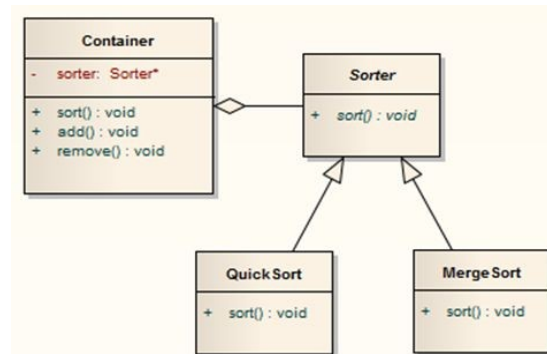 Container
- sorter: Sorter*
+ sort() : void
+ add() : void
+ remove() : void
Sorter
+ sort() : void
QuickSort
+ sort() : void
MergeSort
+ sort() : void